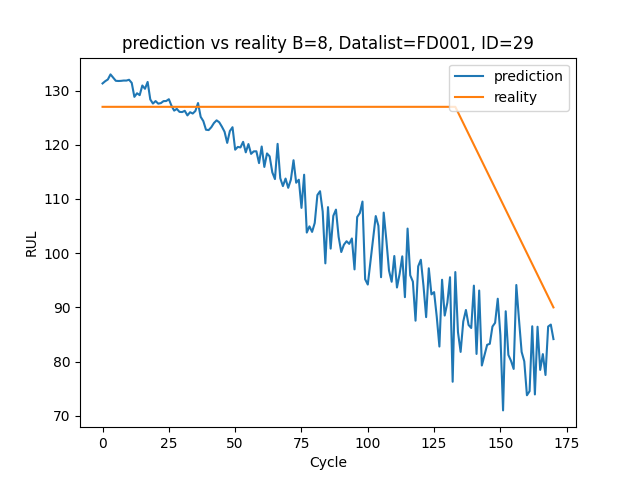 prediction vs reality B=8, Datalist=FD001, ID=29
prediction
reality
130
120
110
100
90
80
70
RUL
0 25 50 75 100 125 150 175
Cycle